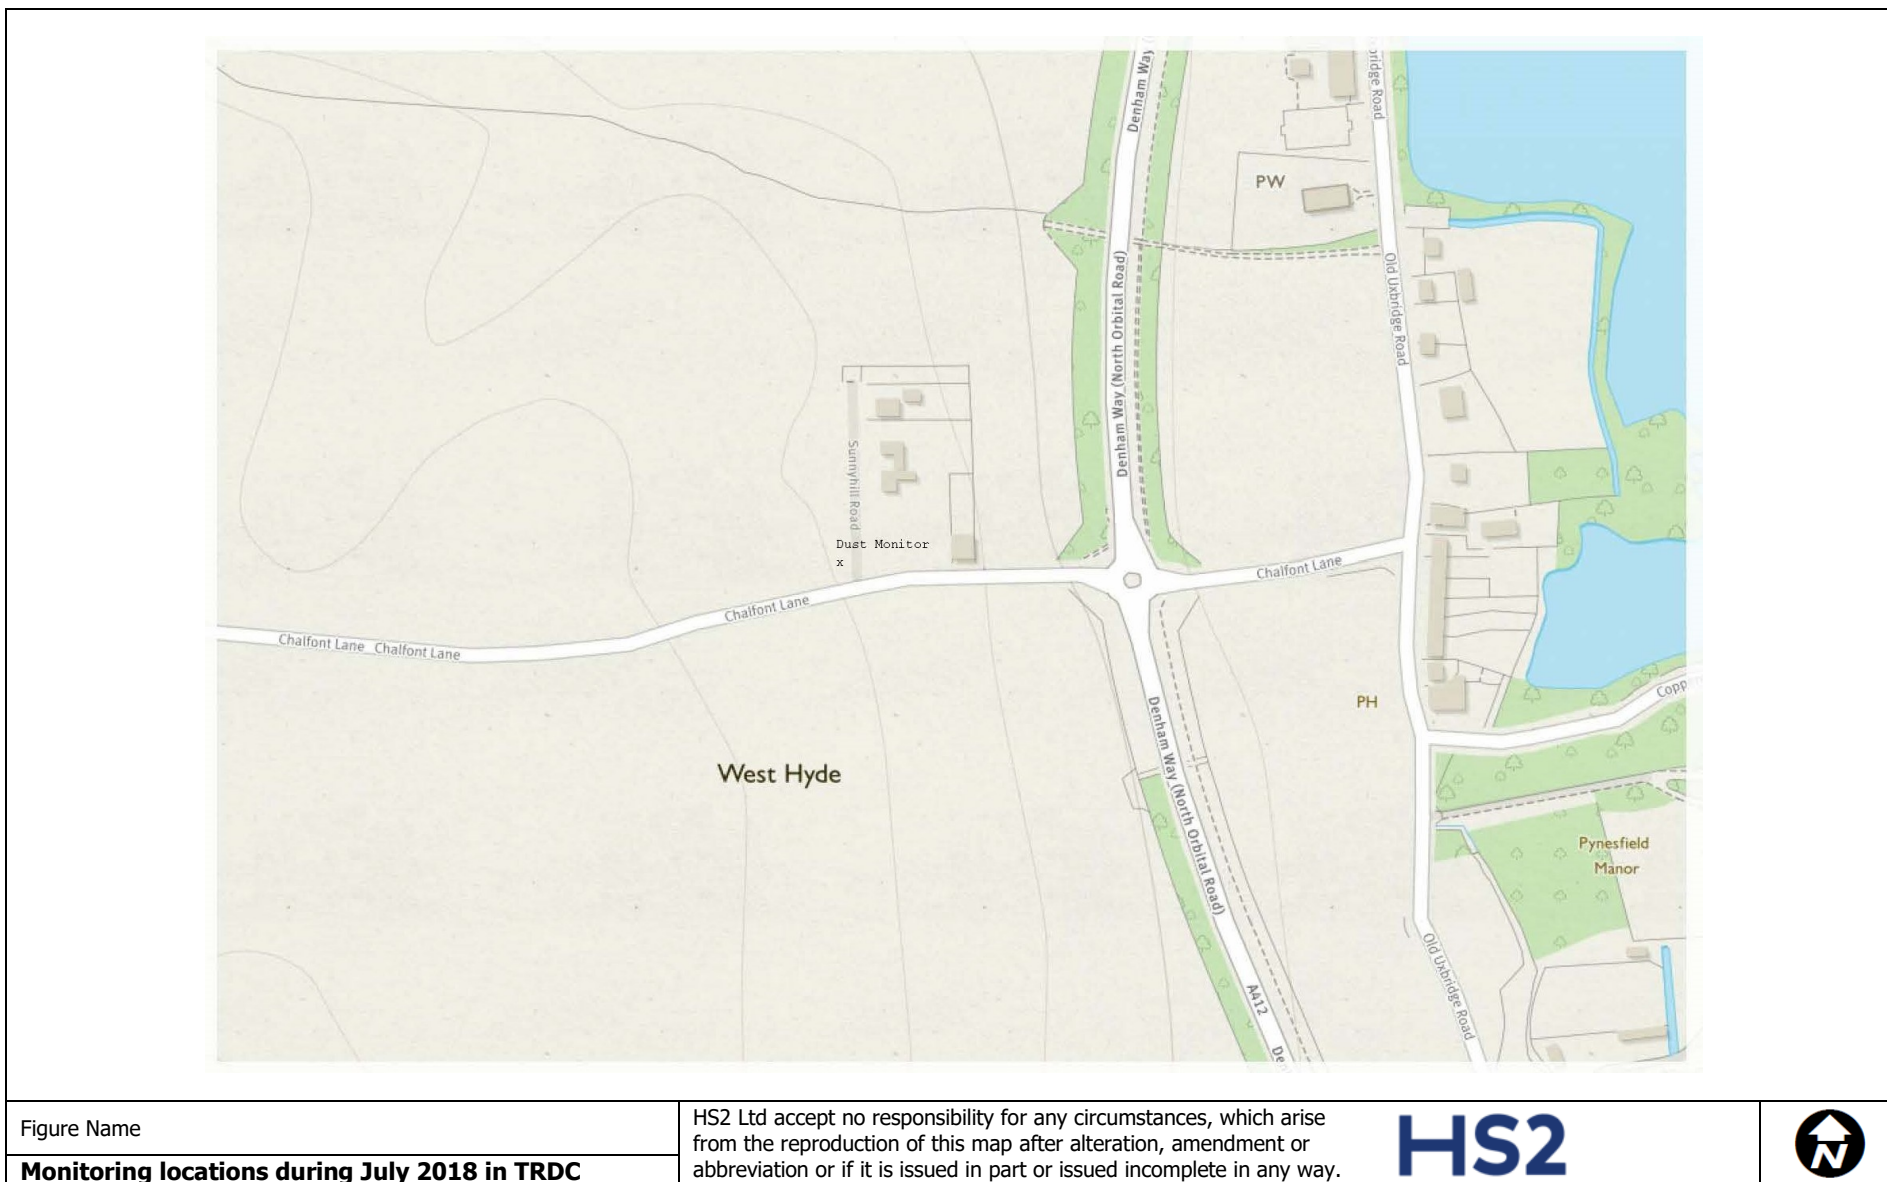 Denham Way
xbridge Road
PW
Old Uxbridge Road
Denham Way (North Orbital Road)
Sunnyhill Road
Dust Monitor
x
Chalfont Lane
Chalfont Lane
Chalfont Lane Chalfont Lane
PH
Copp
Denham Way (North Orbital Road)
West Hyde
Pynesfield
Manor
Old Uxbridge Road
A412
Den
Figure Name
Monitoring locations during July 2018 in TRDC
HS2 Ltd accept no responsibility for any circumstances, which arise
from the reproduction of this map after alteration, amendment or
abbreviation or if it is issued in part or issued incomplete in any way.
HS2
N